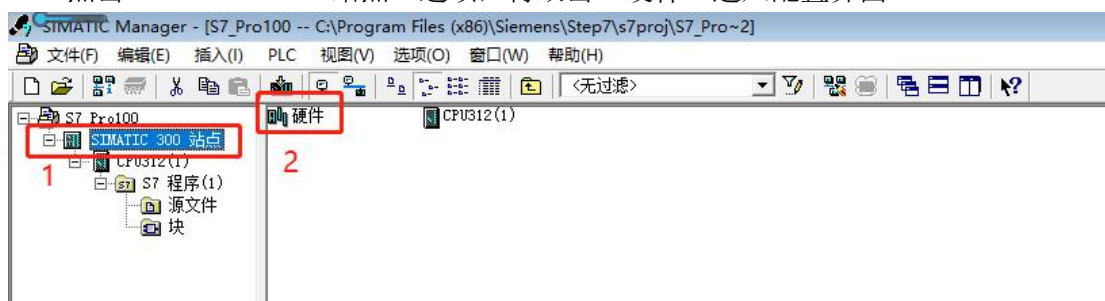 SIMATIC Manager - [S7_Pro100 -- C:\Program Files (x86)\Siemens\Step7\s7proj\S7_Pro~2]
文件(F) 编辑(E) 插入(I) PLC 视图(V) 选项(O) 窗口(W) 帮助(H)
<无过滤>
S7_Pro100
SIMATIC 300 站点
CPU312(1)
S7 程序(1)
源文件
块
硬件
CPU312(1)
1
2